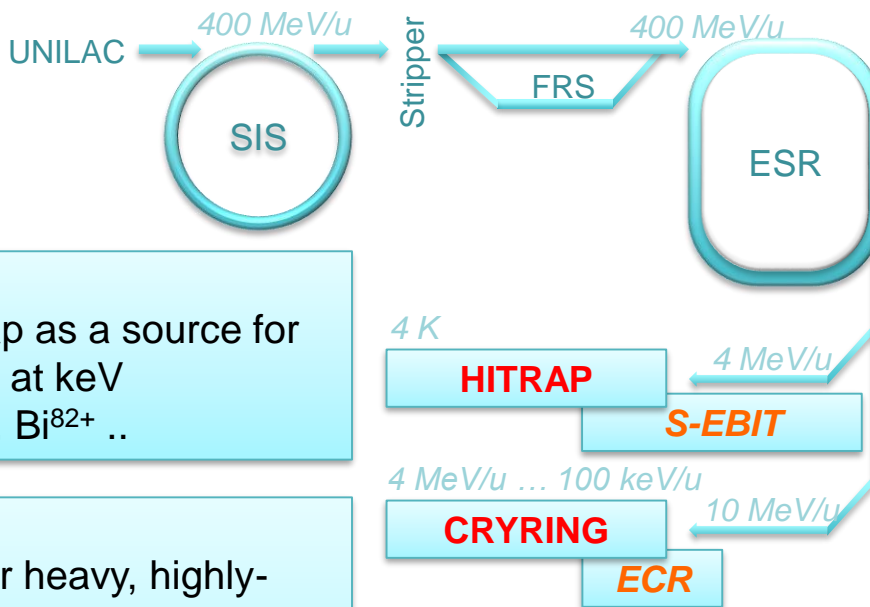 400 MeV/u
400 MeV/u
UNILAC
Stripper
FRS
SIS
ESR
as a source for
at keV
Bi⁸²⁺ ..
4 K
HITRAP
4 MeV/u
S-EBIT
4 MeV/u … 100 keV/u
CRYRING
10 MeV/u
ECR
heavy, highly-